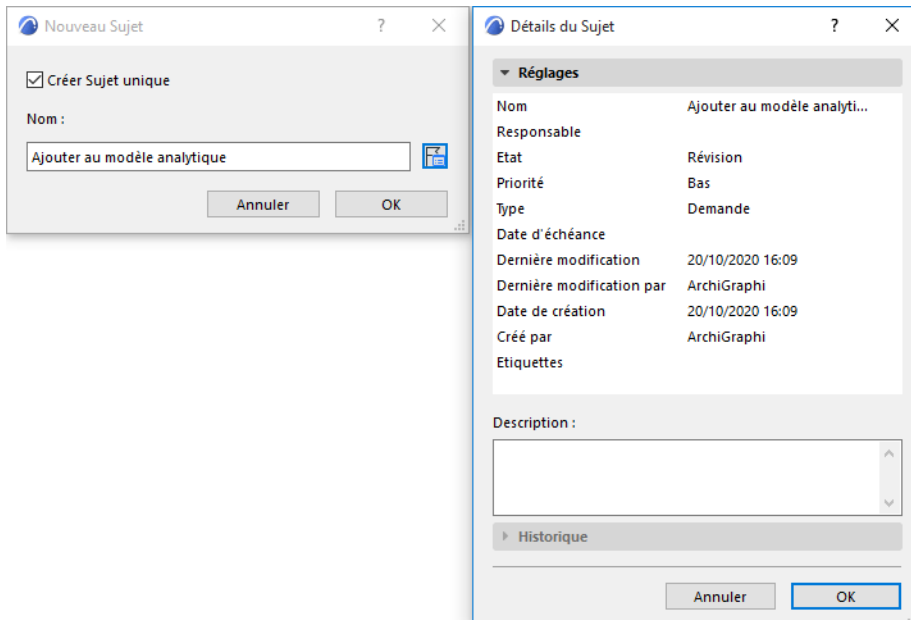 Nouveau Sujet ?
Créer Sujet unique
Nom :
Ajouter au modèle analytique
Annuler OK
Détails du Sujet ?
Réglages
Nom Ajouter au modèle analyti...
Responsable
Etat Révision
Priorité Bas
Type Demande
Date d'échéance
Dernière modification 20/10/2020 16:09
Dernière modification par ArchiGraphi
Date de création 20/10/2020 16:09
Créé par ArchiGraphi
Etiquettes
Description :
Historique
Annuler OK